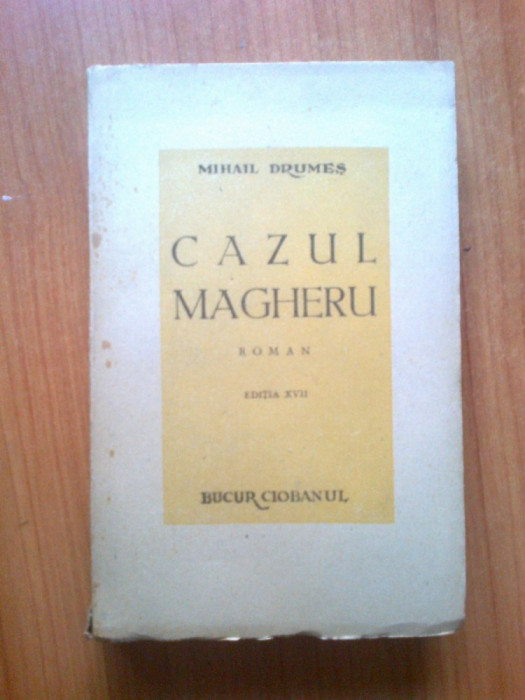 MIHAIL DRUMEȘ
CAZUL
MAGHERU
ROMAN
EDIȚIA XVII
BUCUR CIOBANUL